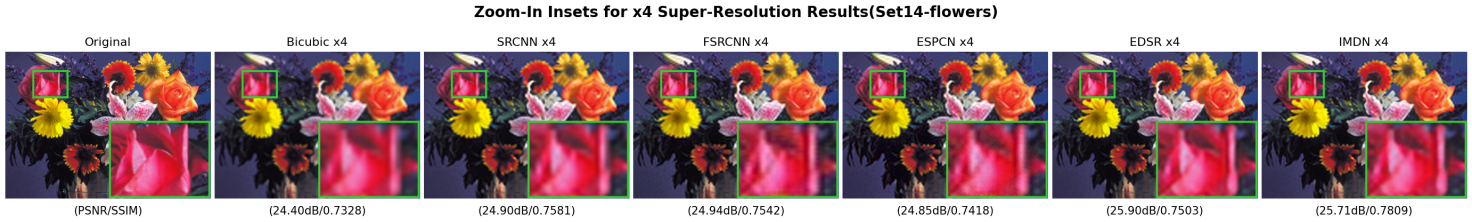 Zoom-In Insets for x4 Super-Resolution Results(Set14-flowers)
Original
Bicubic x4
SRCNN x4
FSRCNN x4
ESPCN x4
EDSR x4
IMDN x4
(PSNR/SSIM)
(24.40dB/0.7328)
(24.90dB/0.7581)
(24.94dB/0.7542)
(24.85dB/0.7418)
(25.90dB/0.7503)
(25.71dB/0.7809)